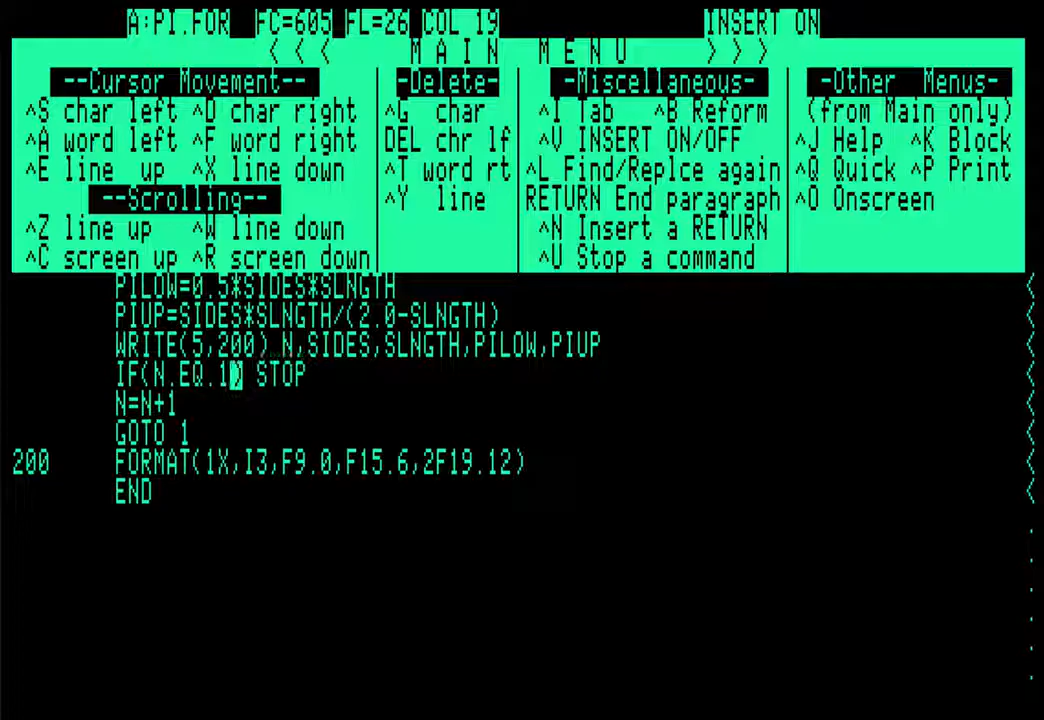 A:PI.FOR FC=605 FL=26 COL 19 INSERT ON
< < < M A I N M E N U > > >
--Cursor Movement-- -Delete- -Miscellaneous- -Other Menus-
^S char left ^D char right ^G char ^I Tab ^B Reform (from Main only)
^A word left ^F word right DEL chr lf ^V INSERT ON/OFF ^J Help ^K Block
^E line up ^X line down ^T word rt ^L Find/Replce again ^Q Quick ^P Print
--Scrolling-- ^Y line RETURN End paragraph ^O Onscreen
^Z line up ^W line down ^N Insert a RETURN
^C screen up ^R screen down ^U Stop a command
PILOW=0.5*SIDES*SLNGTH <
PIUP=SIDES*SLNGTH/(2.0-SLNGTH) <
WRITE(5,200) N,SIDES,SLNGTH,PILOW,PIUP <
IF(N.EQ.1) STOP <
N=N+1 <
GOTO 1 <
200 FORMAT(1X,I3,F9.0,F15.6,2F19.12) <
END <
.
.
.
.
.
.